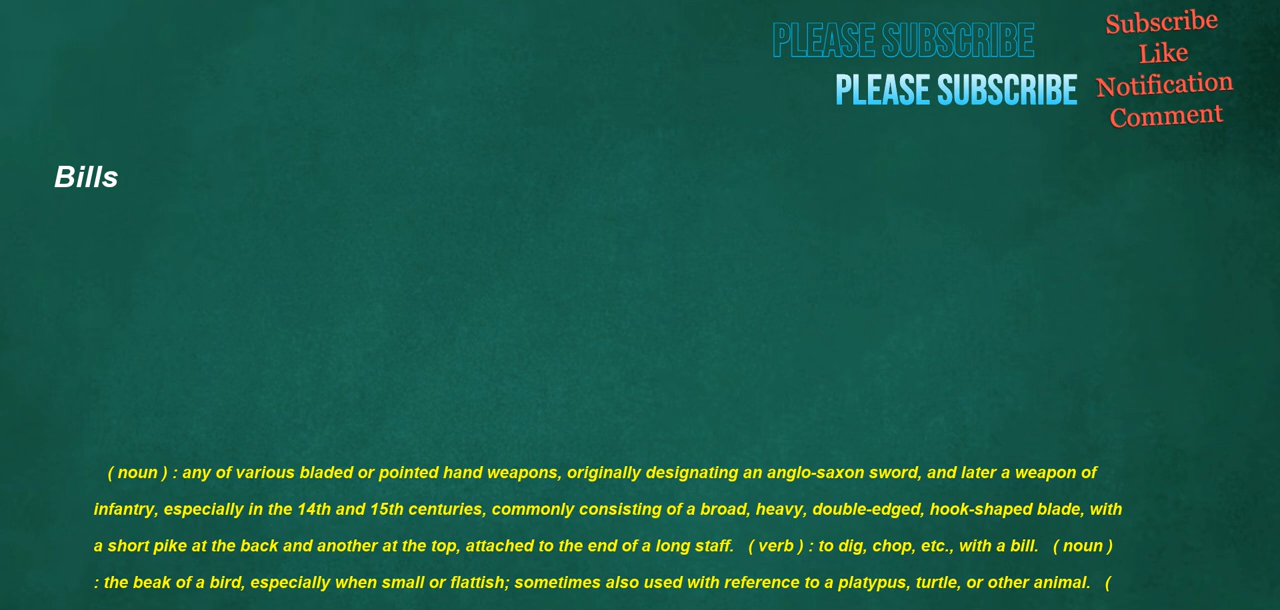 PLEASE SUBSCRIBE
PLEASE SUBSCRIBE
Subscribe
Like
Notification
Comment
Bills
( noun ) : any of various bladed or pointed hand weapons, originally designating an anglo-saxon sword, and later a weapon of
infantry, especially in the 14th and 15th centuries, commonly consisting of a broad, heavy, double-edged, hook-shaped blade, with
a short pike at the back and another at the top, attached to the end of a long staff. ( verb ) : to dig, chop, etc., with a bill. ( noun )
: the beak of a bird, especially when small or flattish; sometimes also used with reference to a platypus, turtle, or other animal. (